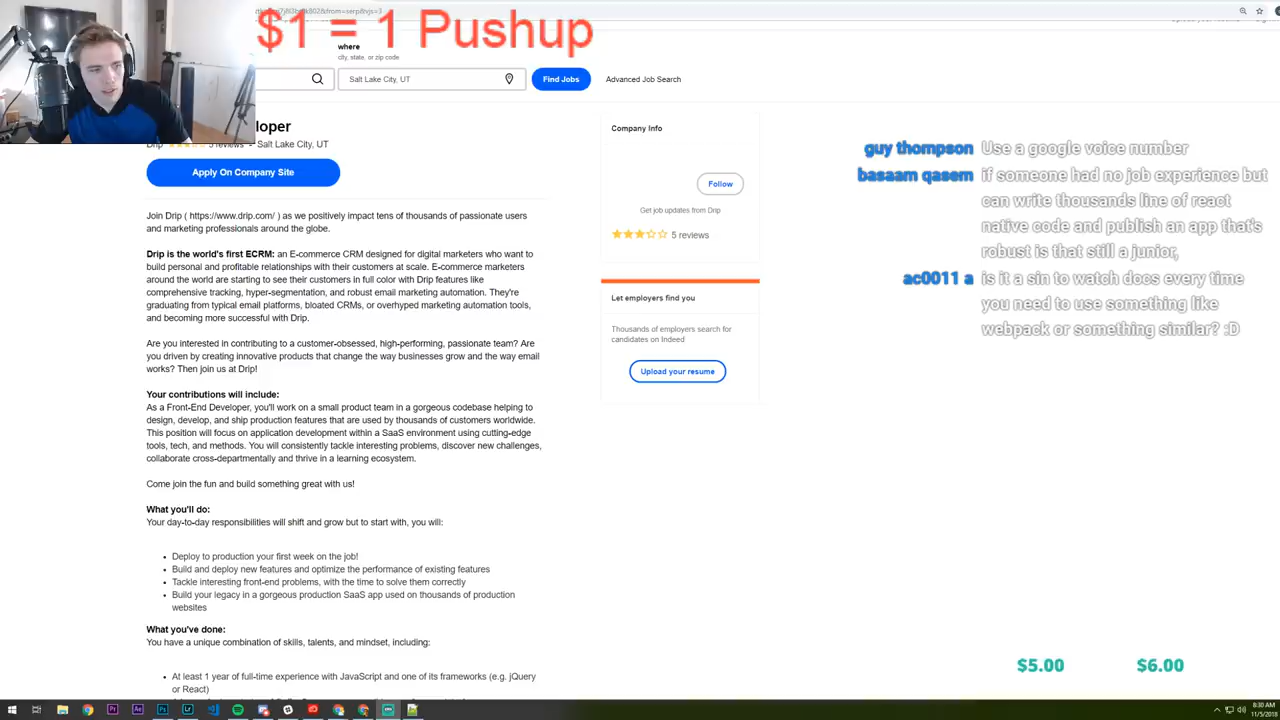 $1 = 1 Pushup
where
city, state, or zip code
Salt Lake City, UT
Find Jobs
Advanced Job Search
loper
Drip
5 reviews - Salt Lake City, UT
Apply On Company Site
Join Drip ( https://www.drip.com/ ) as we positively impact tens of thousands of passionate users
and marketing professionals around the globe.
Drip is the world's first ECRM: an E-commerce CRM designed for digital marketers who want to
build personal and profitable relationships with their customers at scale. E-commerce marketers
around the world are starting to see their customers in full color with Drip features like
comprehensive tracking, hyper-segmentation, and robust email marketing automation. They're
graduating from typical email platforms, bloated CRMs, or overhyped marketing automation tools,
and becoming more successful with Drip.
Are you interested in contributing to a customer-obsessed, high-performing, passionate team? Are
you driven by creating innovative products that change the way businesses grow and the way email
works? Then join us at Drip!
Your contributions will include:
As a Front-End Developer, you'll work on a small product team in a gorgeous codebase helping to
design, develop, and ship production features that are used by thousands of customers worldwide.
This position will focus on application development within a SaaS environment using cutting-edge
tools, tech, and methods. You will consistently tackle interesting problems, discover new challenges,
collaborate cross-departmentally and thrive in a learning ecosystem.
Come join the fun and build something great with us!
What you'll do:
Your day-to-day responsibilities will shift and grow but to start with, you will:
• Deploy to production your first week on the job!
• Build and deploy new features and optimize the performance of existing features
• Tackle interesting front-end problems, with the time to solve them correctly
• Build your legacy in a gorgeous production SaaS app used on thousands of production
websites
What you've done:
You have a unique combination of skills, talents, and mindset, including:
• At least 1 year of full-time experience with JavaScript and one of its frameworks (e.g. jQuery
or React)
Company Info
Follow
Get job updates from Drip
5 reviews
Let employers find you
Thousands of employers search for
candidates on Indeed
Upload your resume
guy thompson Use a google voice number
basaam qasem if someone had no job experience but
can write thousands line of react
native code and publish an app that's
robust is that still a junior,
ac0011 a is it a sin to watch docs every time
you need to use something like
webpack or something similar? :D
$5.00 $6.00
8:30 AM
11/5/2018